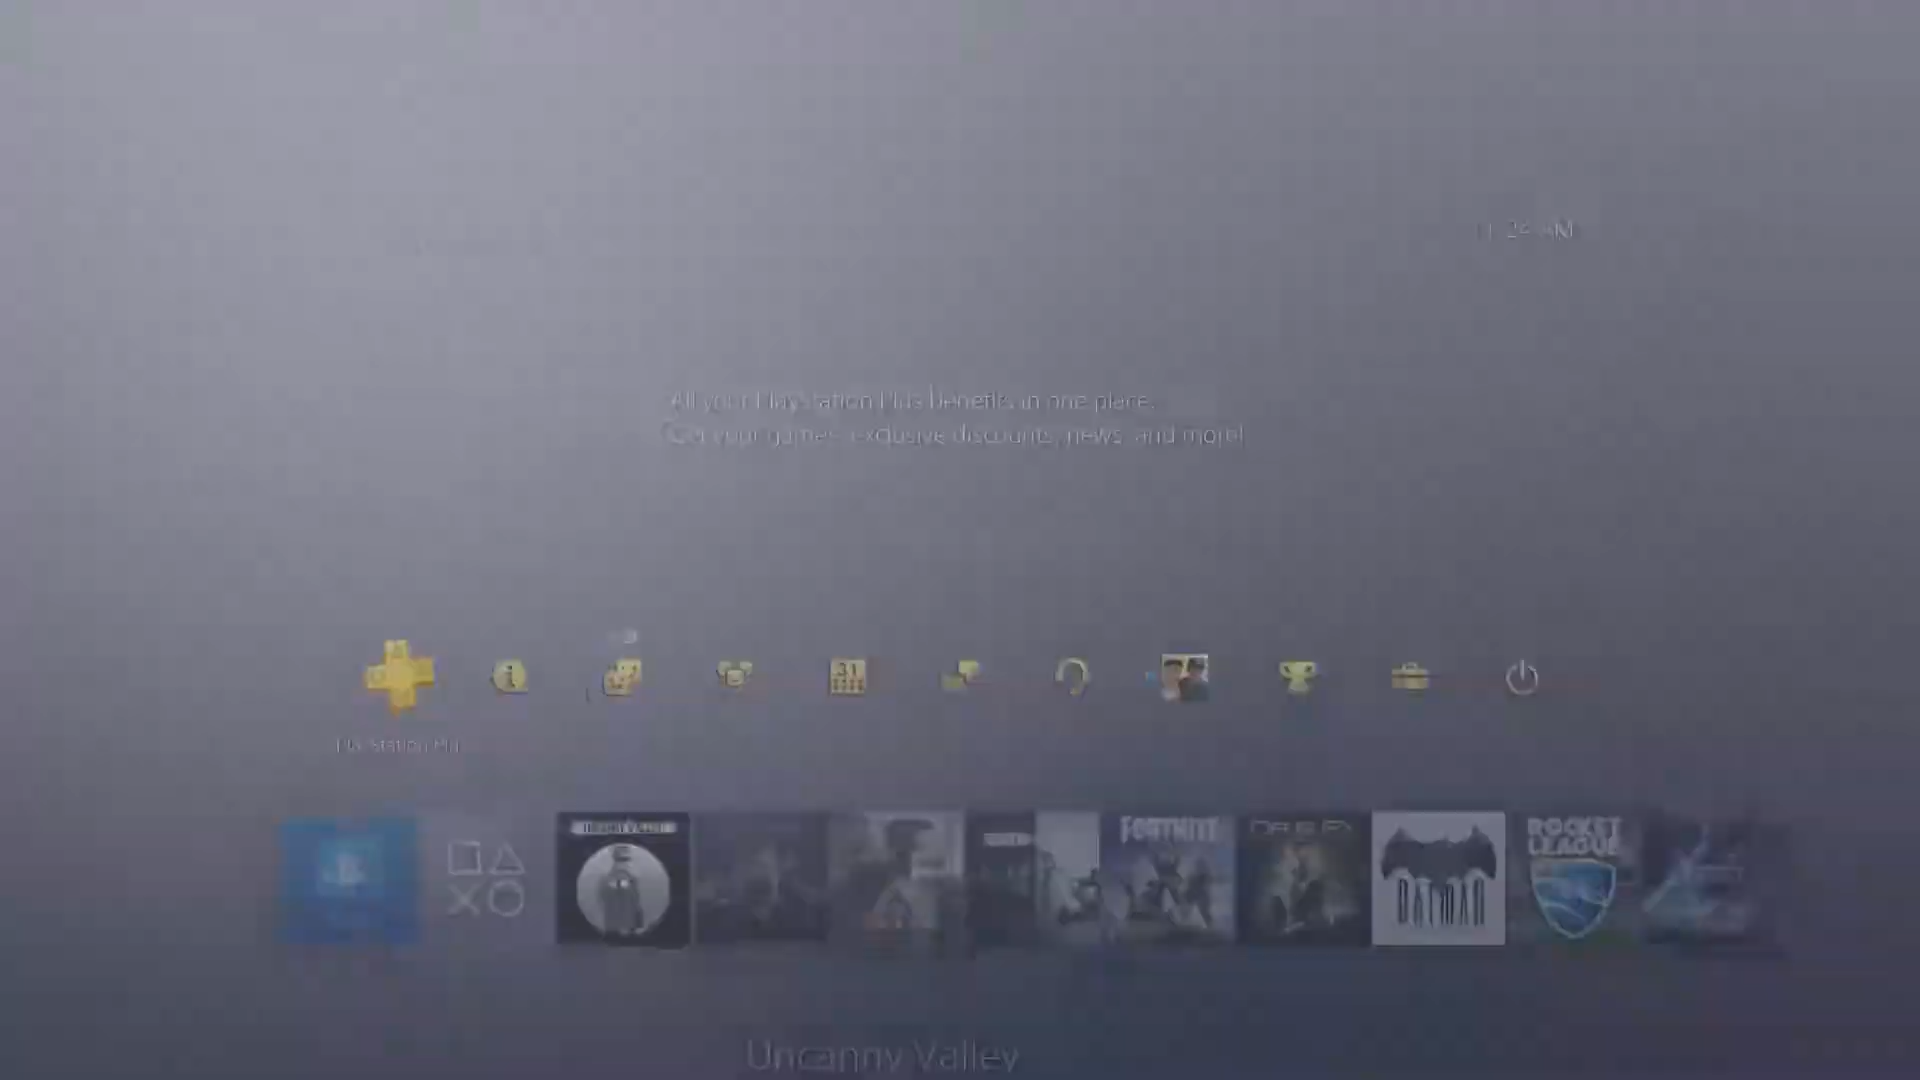 24 AM
All your PlayStation Plus benefits in one place.
Get your games, exclusive discounts, news, and more!
31
PlayStation Plus
FORTNITE
BATMAN
ROCKET
LEAGUE
Uncanny Valley